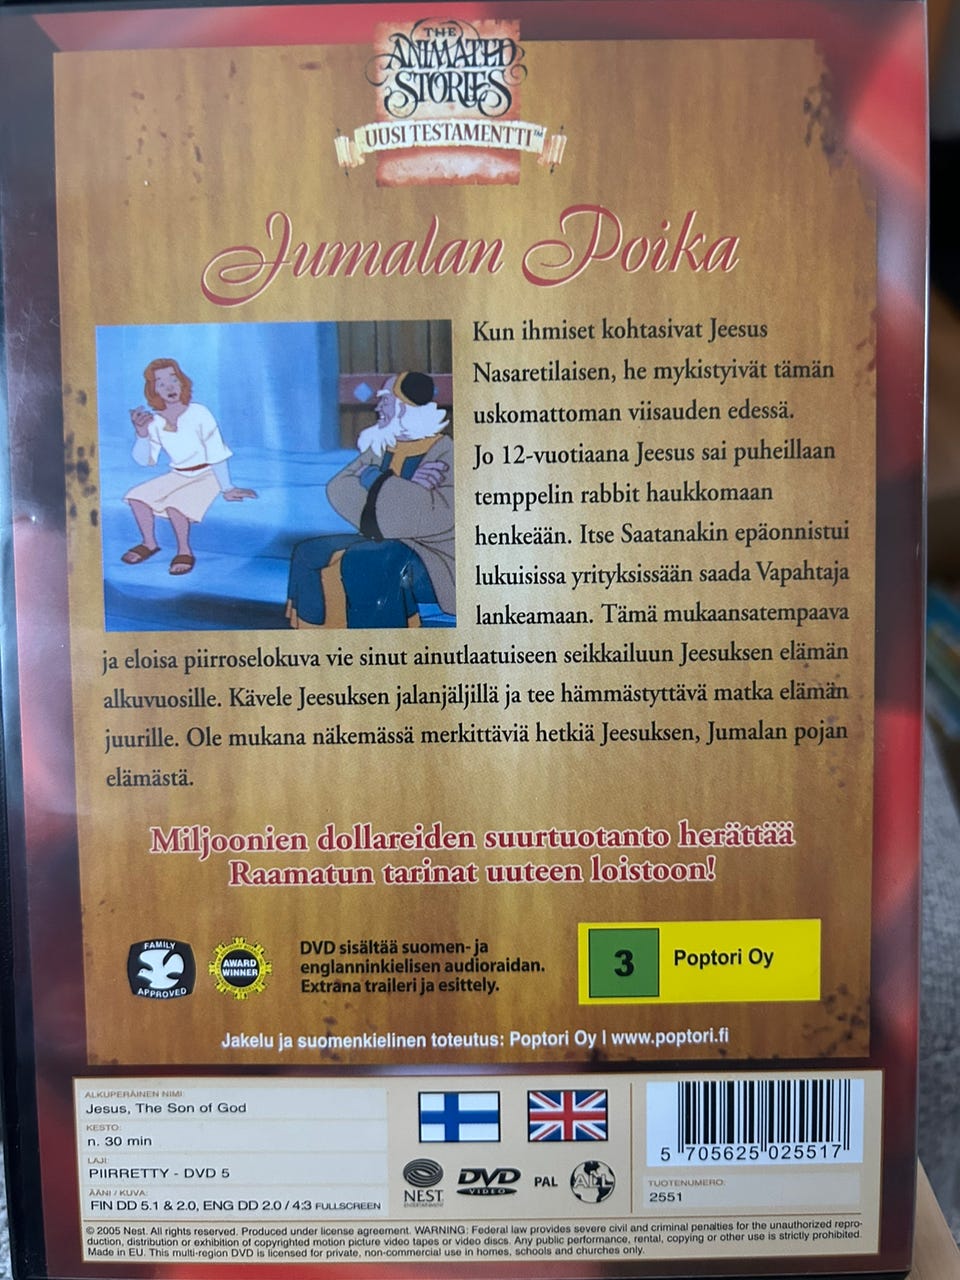 THE
ANIMATED
STORIES
UUSI TESTAMENTTI™
Jumalan Poika
Kun ihmiset kohtasivat Jeesus
Nasaretilaisen, he mykistyivät tämän
uskomattoman viisauden edessä.
Jo 12-vuotiaana Jeesus sai puheillaan
temppelin rabbit haukkomaan
henkeään. Itse Saatanakin epäonnistui
lukuisissa yrityksissään saada Vapahtaja
lankeamaan. Tämä mukaansatempaava
ja eloisa piirroselokuva vie sinut ainutlaatuiseen seikkailuun Jeesuksen elämän
alkuvuosille. Kävele Jeesuksen jalanjäljillä ja tee hämmästyttävä matka elämän
juurille. Ole mukana näkemässä merkittäviä hetkiä Jeesuksen, Jumalan pojan
elämästä.
Miljoonien dollareiden suurtuotanto herättää
Raamatun tarinat uuteen loistoon!
FAMILY
APPROVED
AWARD
WINNER
DVD sisältää suomen- ja
englanninkielisen audioraidan.
Extrana traileri ja esittely.
3
Poptori Oy
Jakelu ja suomenkielinen toteutus: Poptori Oy | www.poptori.fi
ALKUPERÄINEN NIMI:
Jesus, The Son of God
KESTO:
n. 30 min
LAJI:
PIIRRETTY - DVD 5
ÄÄNI / KUVA:
FIN DD 5.1 & 2.0, ENG DD 2.0 / 4:3 FULLSCREEN
NEST
ENTERTAINMENT
DVD
VIDEO
PAL
ALL
5 705625 025517
TUOTENUMERO:
2551
© 2005 Nest. All rights reserved. Produced under license agreement. WARNING: Federal law provides severe civil and criminal penalties for the unauthorized repro-
duction, distribution or exhibition of copyrighted motion picture video tapes or video discs. Any public performance, rental, copying or other use is strictly prohibited.
Made in EU. This multi-region DVD is licensed for private, non-commercial use in homes, schools and churches only.